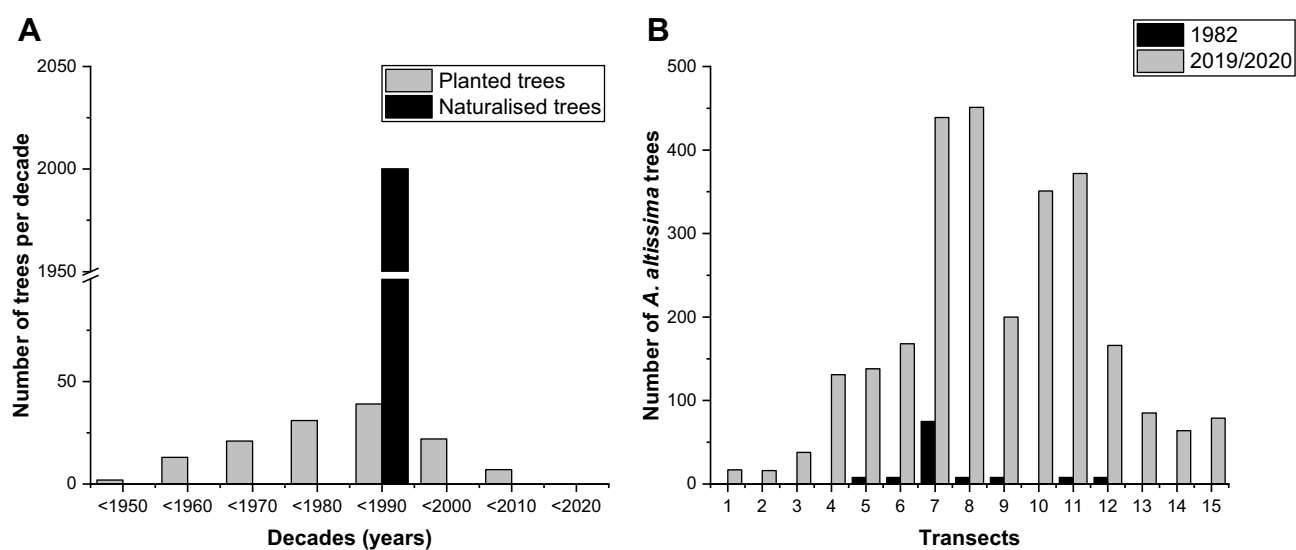 A
Number of trees per decade
2050
2000
1950
50
0
Planted trees
Naturalised trees
<1950 <1960 <1970 <1980 <1990 <2000 <2010 <2020
Decades (years)
B
Number of A. altissima trees
1982
2019/2020
500
400
300
200
100
0
1 2 3 4 5 6 7 8 9 10 11 12 13 14 15
Transects